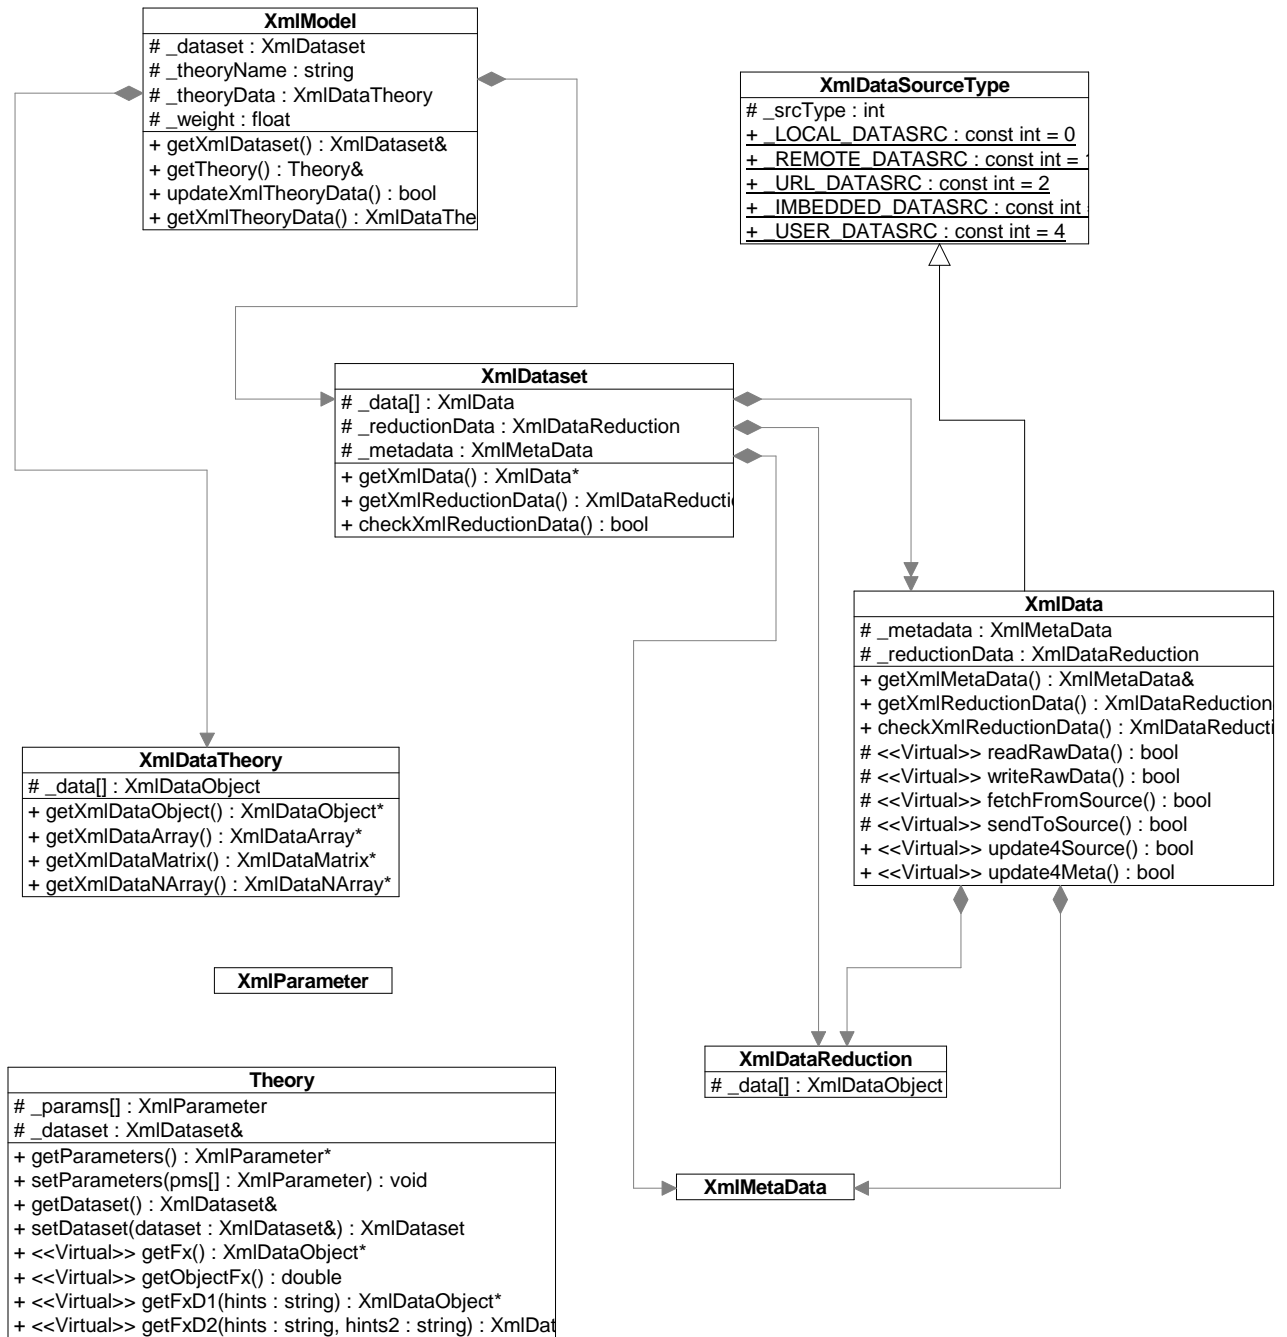 XmlModel
# _dataset : XmlDataset
# _theoryName : string
# _theoryData : XmlDataTheory
# _weight : float
+ getXmlDataset() : XmlDataset&
+ getTheory() : Theory&
+ updateXmlTheoryData() : bool
+ getXmlTheoryData() : XmlDataThe
XmlDataSourceType
# _srcType : int
+ _LOCAL_DATASRC : const int = 0
+ _REMOTE_DATASRC : const int =
+ _URL_DATASRC : const int = 2
+ _IMBEDDED_DATASRC : const int
+ _USER_DATASRC : const int = 4
XmlDataset
# _data[] : XmlData
# _reductionData : XmlDataReduction
# _metadata : XmlMetaData
+ getXmlData() : XmlData*
+ getXmlReductionData() : XmlDataReducti
+ checkXmlReductionData() : bool
XmlData
# _metadata : XmlMetaData
# _reductionData : XmlDataReduction
+ getXmlMetaData() : XmlMetaData&
+ getXmlReductionData() : XmlDataReduction
+ checkXmlReductionData() : XmlDataReducti
# <<Virtual>> readRawData() : bool
# <<Virtual>> writeRawData() : bool
# <<Virtual>> fetchFromSource() : bool
# <<Virtual>> sendToSource() : bool
+ <<Virtual>> update4Source() : bool
+ <<Virtual>> update4Meta() : bool
XmlDataTheory
# _data[] : XmlDataObject
+ getXmlDataObject() : XmlDataObject*
+ getXmlDataArray() : XmlDataArray*
+ getXmlDataMatrix() : XmlDataMatrix*
+ getXmlDataNArray() : XmlDataNArray*
XmlParameter
XmlDataReduction
# _data[] : XmlDataObject
Theory
# _params[] : XmlParameter
# _dataset : XmlDataset&
+ getParameters() : XmlParameter*
+ setParameters(pms[] : XmlParameter) : void
+ getDataset() : XmlDataset&
+ setDataset(dataset : XmlDataset&) : XmlDataset
+ <<Virtual>> getFx() : XmlDataObject*
+ <<Virtual>> getObjectFx() : double
+ <<Virtual>> getFxD1(hints : string) : XmlDataObject*
+ <<Virtual>> getFxD2(hints : string, hints2 : string) : XmlDat
XmlMetaData